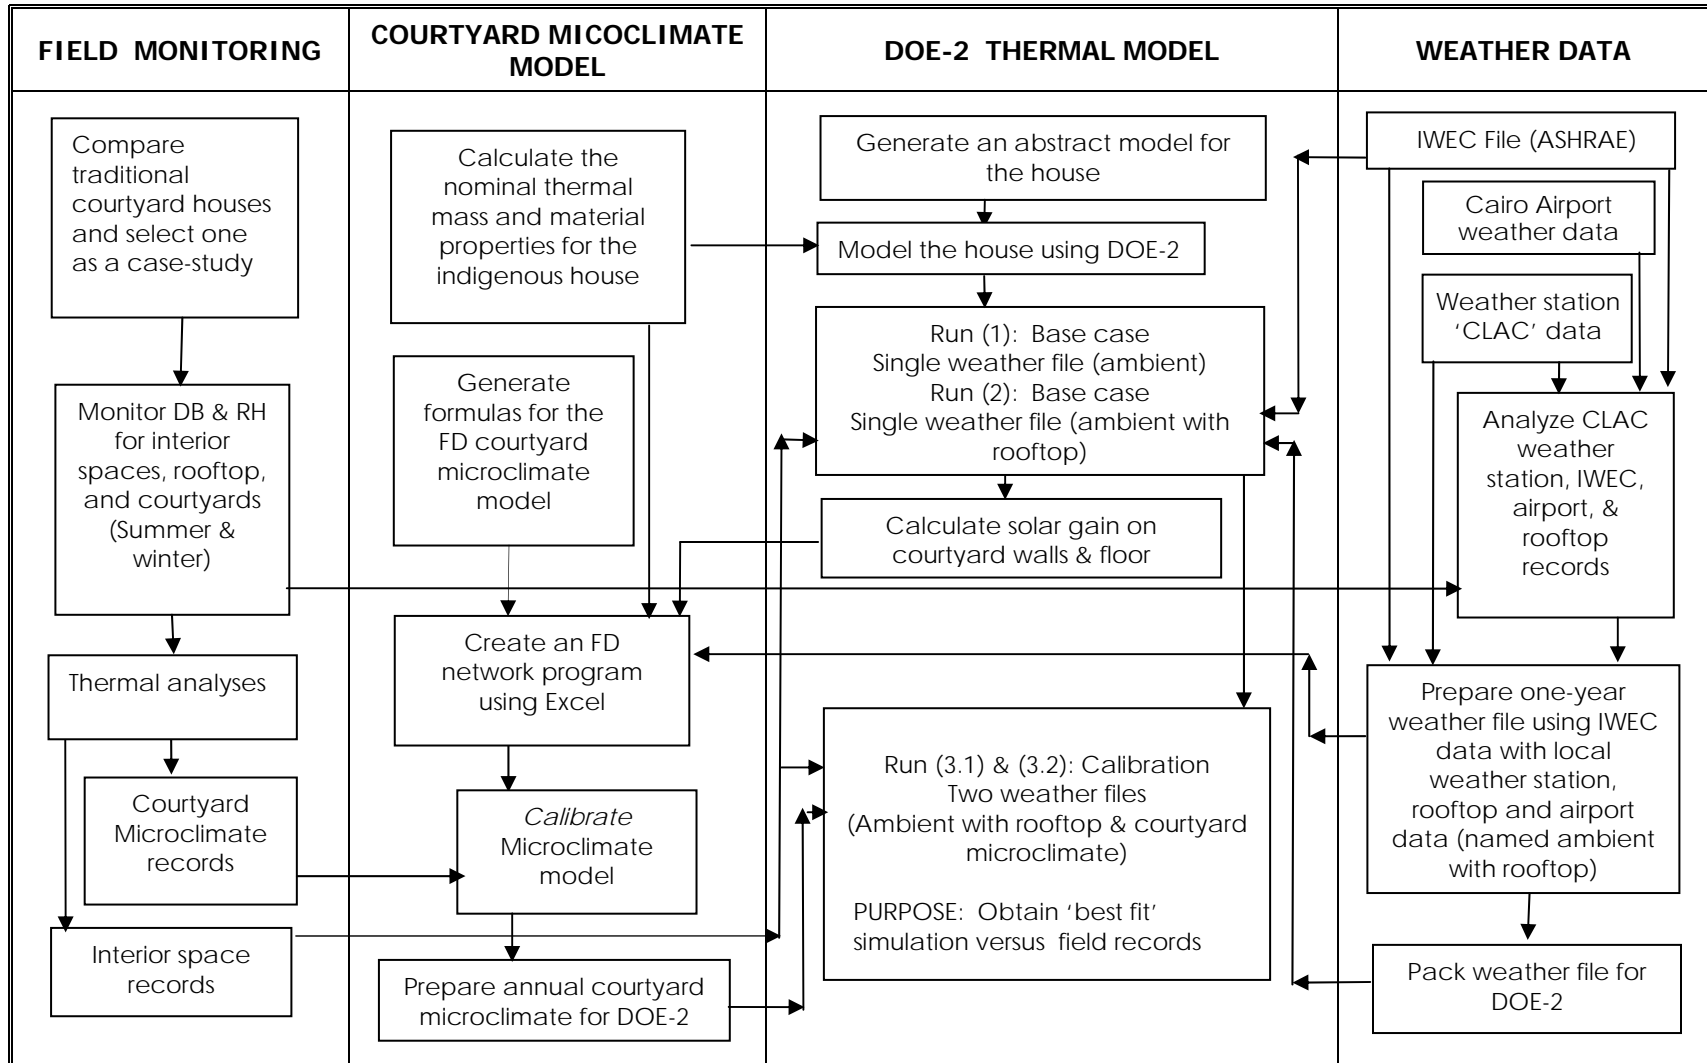 FIELD MONITORING
COURTYARD MICOCLIMATE
MODEL
DOE-2 THERMAL MODEL
WEATHER DATA
Compare
traditional
courtyard houses
and select one
as a case-study
Monitor DB & RH
for interior
spaces, rooftop,
and courtyards
(Summer &
winter)
Thermal analyses
Courtyard
Microclimate
records
Interior space
records
Calculate the
nominal thermal
mass and material
properties for the
indigenous house
Generate
formulas for the
FD courtyard
microclimate
model
Create an FD
network program
using Excel
Calibrate
Microclimate
model
Prepare annual courtyard
microclimate for DOE-2
Generate an abstract model for
the house
Model the house using DOE-2
Run (1): Base case
Single weather file (ambient)
Run (2): Base case
Single weather file (ambient with
rooftop)
Calculate solar gain on
courtyard walls & floor
Run (3.1) & (3.2): Calibration
Two weather files
(Ambient with rooftop & courtyard
microclimate)
PURPOSE: Obtain ‘best fit’
simulation versus field records
IWEC File (ASHRAE)
Cairo Airport
weather data
Weather station
‘CLAC’ data
Analyze CLAC
weather
station, IWEC,
airport, &
rooftop
records
Prepare one-year
weather file using IWEC
data with local
weather station,
rooftop and airport
data (named ambient
with rooftop)
Pack weather file for
DOE-2